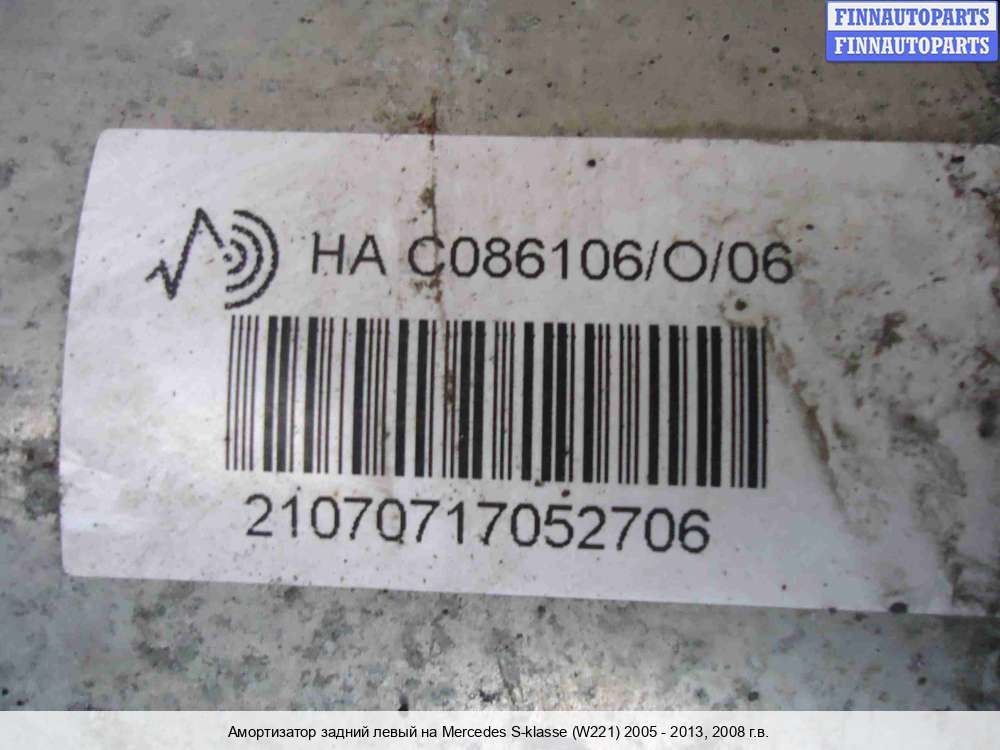 FINNAUTOPARTS
FINNAUTOPARTS
HA C086106/O/06
21070717052706
Амортизатор задний левый на Mercedes S-klasse (W221) 2005 - 2013, 2008 г.в.